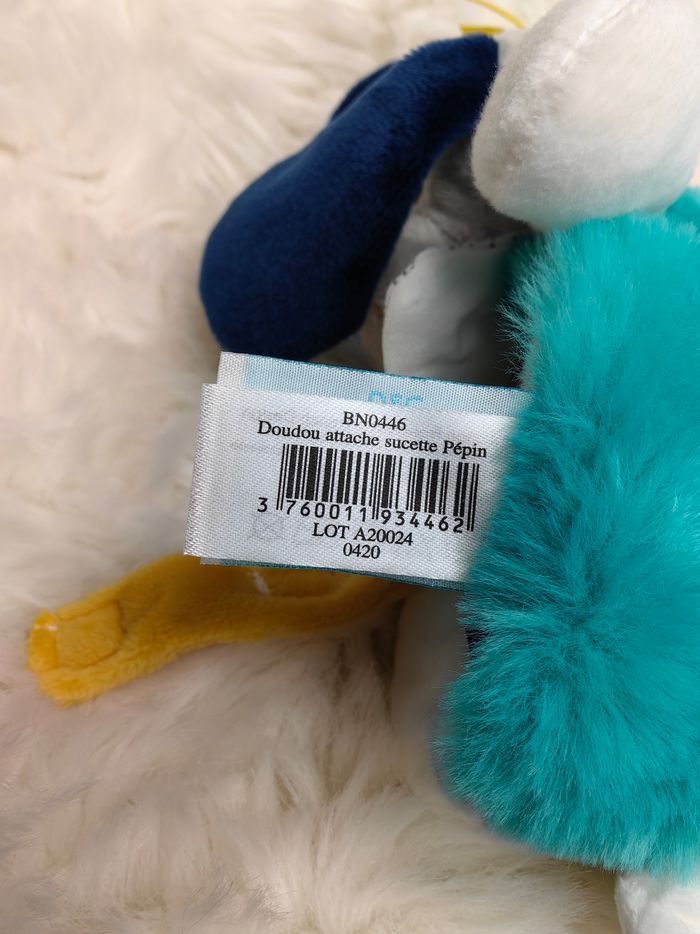 BN0446
Doudou attache sucette Pépin
3 760011 934462
LOT A20024
0420